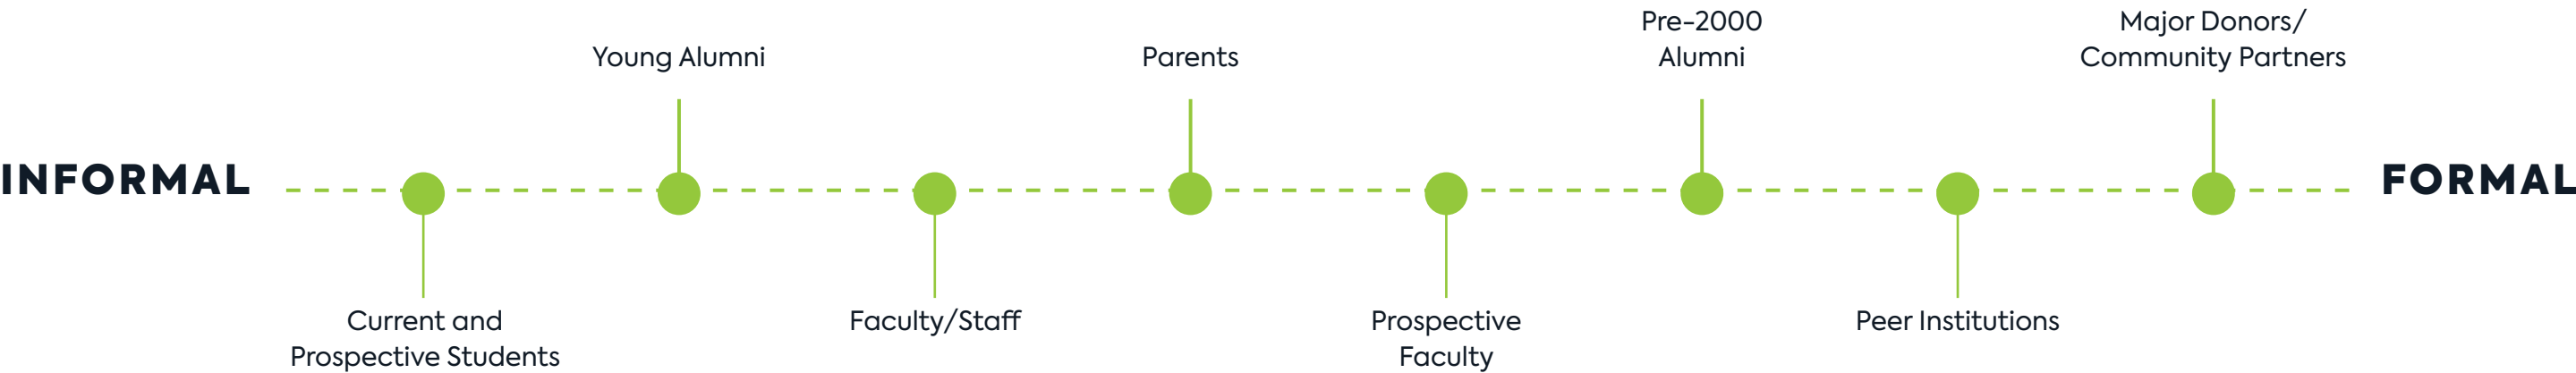 INFORMAL
Current and
Prospective Students
Young Alumni
Faculty/Staff
Parents
Prospective
Faculty
Pre-2000
Alumni
Peer Institutions
Major Donors/
Community Partners
FORMAL